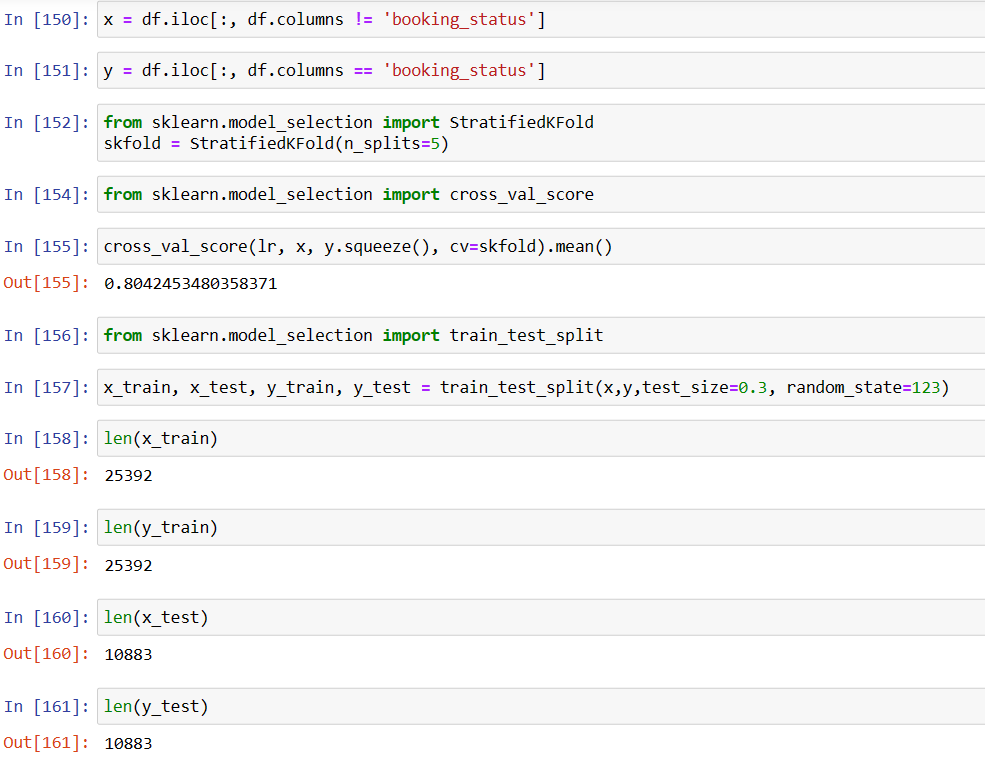 In [150]: x = df.iloc[:, df.columns != 'booking_status']
In [151]: y = df.iloc[:, df.columns == 'booking_status']
In [152]: from sklearn.model_selection import StratifiedKFold
skfold = StratifiedKFold(n_splits=5)
In [154]: from sklearn.model_selection import cross_val_score
In [155]: cross_val_score(lr, x, y.squeeze(), cv=skfold).mean()
Out[155]: 0.8042453480358371
In [156]: from sklearn.model_selection import train_test_split
In [157]: x_train, x_test, y_train, y_test = train_test_split(x,y,test_size=0.3, random_state=123)
In [158]: len(x_train)
Out[158]: 25392
In [159]: len(y_train)
Out[159]: 25392
In [160]: len(x_test)
Out[160]: 10883
In [161]: len(y_test)
Out[161]: 10883